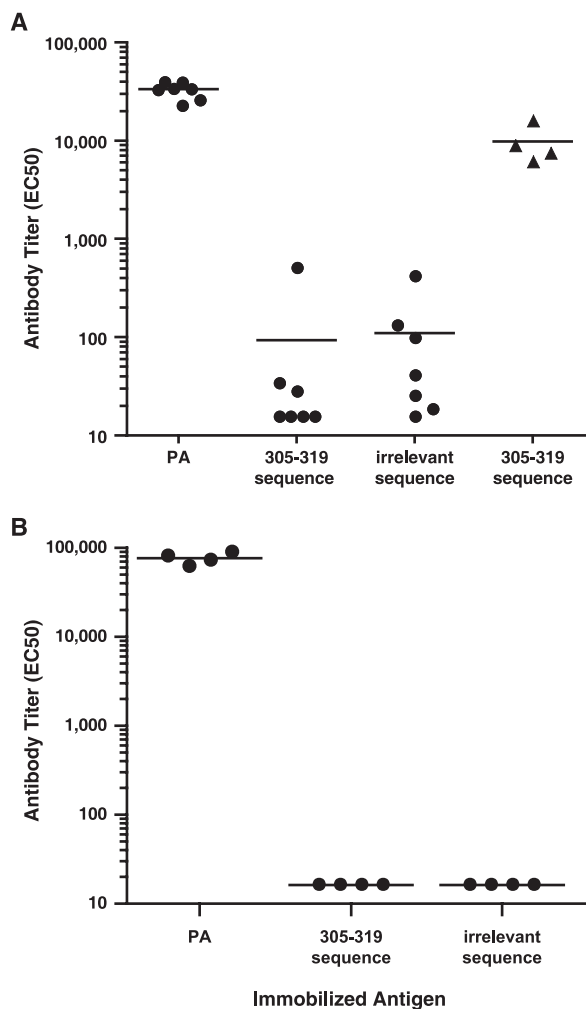 A
100,000
10,000
1,000
100
10
Antibody Titer (EC50)
PA
305-319
sequence
irrelevant
sequence
305-319
sequence
B
100,000
10,000
1,000
100
10
Antibody Titer (EC50)
PA
305-319
sequence
irrelevant
sequence
Immobilized Antigen